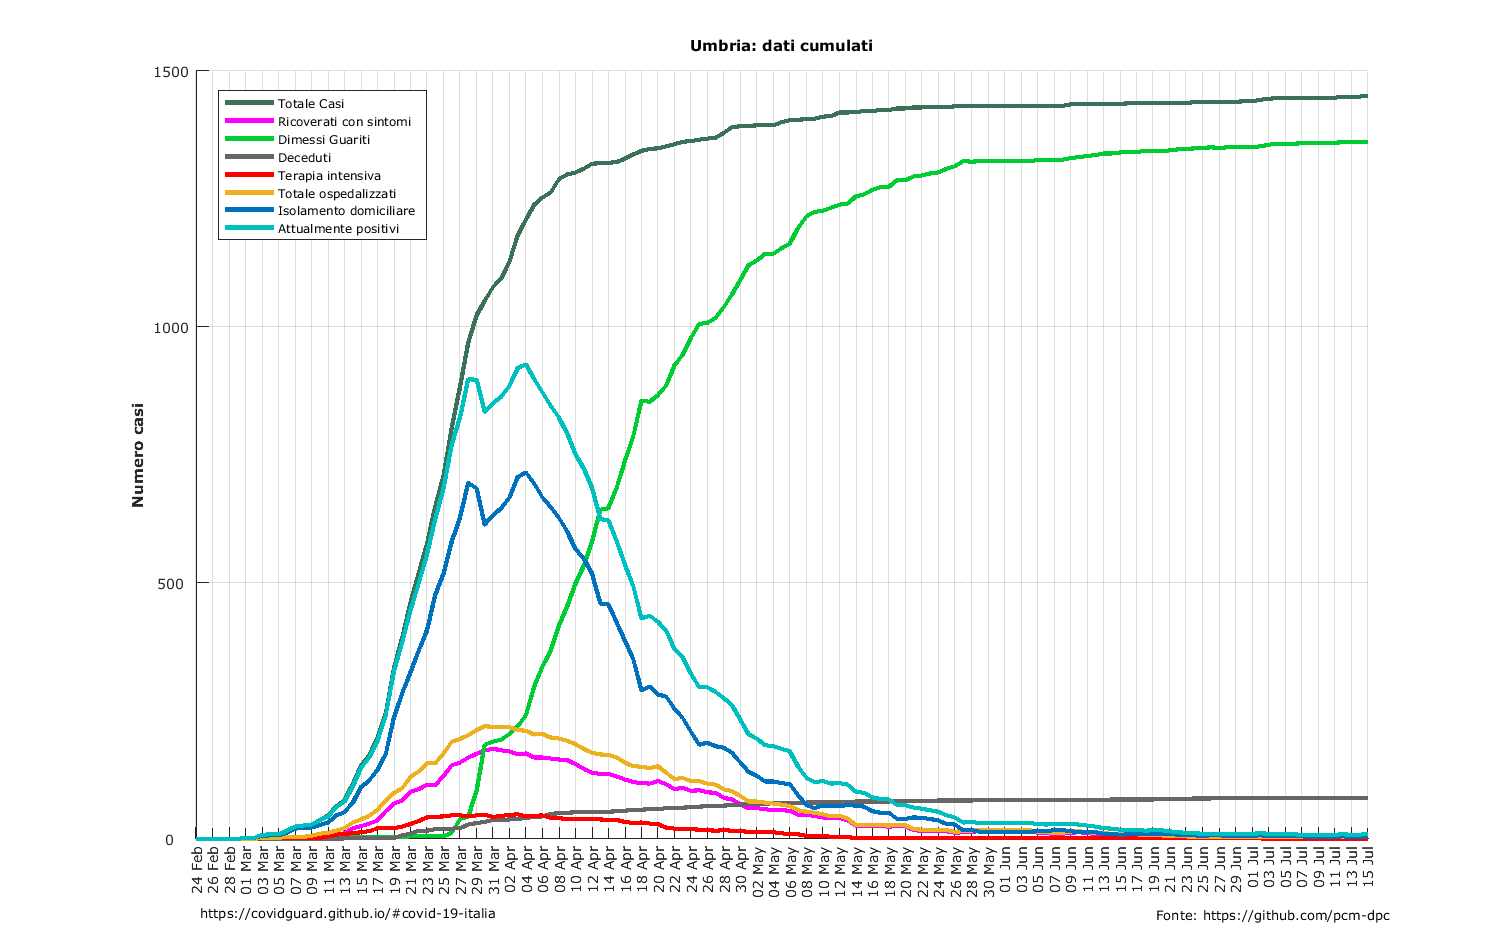 Umbria: dati cumulati
Numero casi
1500
1000
500
0
Totale Casi
Ricoverati con sintomi
Dimessi Guariti
Deceduti
Terapia intensiva
Totale ospedalizzati
Isolamento domiciliare
Attualmente positivi
24 Feb
26 Feb
28 Feb
01 Mar
03 Mar
05 Mar
07 Mar
09 Mar
11 Mar
13 Mar
15 Mar
17 Mar
19 Mar
21 Mar
23 Mar
25 Mar
27 Mar
29 Mar
31 Mar
02 Apr
04 Apr
06 Apr
08 Apr
10 Apr
12 Apr
14 Apr
16 Apr
18 Apr
20 Apr
22 Apr
24 Apr
26 Apr
28 Apr
30 Apr
02 May
04 May
06 May
08 May
10 May
12 May
14 May
16 May
18 May
20 May
22 May
24 May
26 May
28 May
30 May
01 Jun
03 Jun
05 Jun
07 Jun
09 Jun
11 Jun
13 Jun
15 Jun
17 Jun
19 Jun
21 Jun
23 Jun
25 Jun
27 Jun
29 Jun
01 Jul
03 Jul
05 Jul
07 Jul
09 Jul
11 Jul
13 Jul
15 Jul
https://covidguard.github.io/#covid-19-italia
Fonte: https://github.com/pcm-dpc